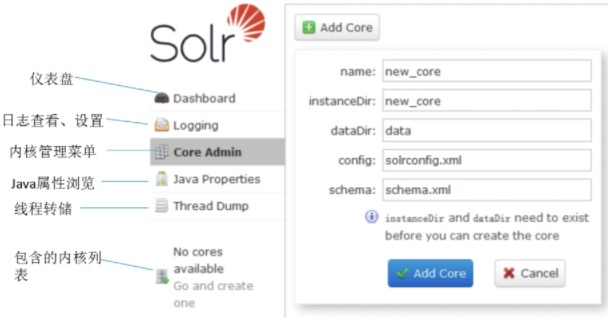 Solr
仪表盘
Dashboard
日志查看、设置
Logging
内核管理菜单
Core Admin
Java属性浏览
Java Properties
线程转储
Thread Dump
包含的内核列
表
No cores
available
Go and create
one
Add Core
name: new_core
instanceDir: new_core
dataDir: data
config: solrconfig.xml
schema: schema.xml
instanceDir and dataDir need to exist
before you can create the core
Add Core
Cancel